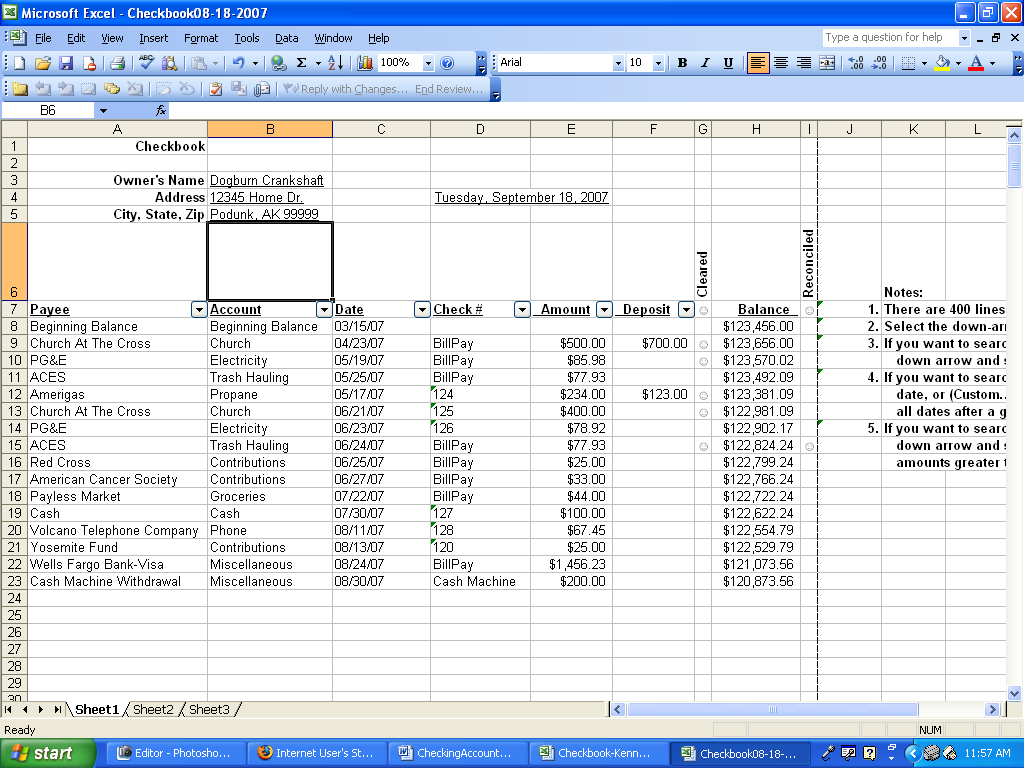 Microsoft Excel - Checkbook08-18-2007
File Edit View Insert Format Tools Data Window Help Type a question for help
100% Arial 10 B I U
Reply with Changes... End Review...
B6 fx
A B C D E F G H I J K L
1 Checkbook
2
3 Owner's Name Dogburn Crankshaft
4 Address 12345 Home Dr. Tuesday, September 18, 2007
5 City, State, Zip Podunk, AK 99999
6 Cleared Reconciled Notes:
7 Payee Account Date Check # Amount Deposit Balance 1. There are 400 lines
8 Beginning Balance Beginning Balance 03/15/07 $123,456.00 2. Select the down-arr
9 Church At The Cross Church 04/23/07 BillPay $500.00 $700.00 $123,656.00 3. If you want to searc
10 PG&E Electricity 05/19/07 BillPay $85.98 $123,570.02 down arrow and s
11 ACES Trash Hauling 05/25/07 BillPay $77.93 $123,492.09 4. If you want to searc
12 Amerigas Propane 05/17/07 124 $234.00 $123.00 $123,381.09 date, or (Custom..
13 Church At The Cross Church 06/21/07 125 $400.00 $122,981.09 all dates after a g
14 PG&E Electricity 06/23/07 126 $78.92 $122,902.17 5. If you want to searc
15 ACES Trash Hauling 06/24/07 BillPay $77.93 $122,824.24 down arrow and s
16 Red Cross Contributions 06/25/07 BillPay $25.00 $122,799.24 amounts greater t
17 American Cancer Society Contributions 06/27/07 BillPay $33.00 $122,766.24
18 Payless Market Groceries 07/22/07 BillPay $44.00 $122,722.24
19 Cash Cash 07/30/07 127 $100.00 $122,622.24
20 Volcano Telephone Company Phone 08/11/07 128 $67.45 $122,554.79
21 Yosemite Fund Contributions 08/13/07 120 $25.00 $122,529.79
22 Wells Fargo Bank-Visa Miscellaneous 08/24/07 BillPay $1,456.23 $121,073.56
23 Cash Machine Withdrawal Miscellaneous 08/30/07 Cash Machine $200.00 $120,873.56
24
25
26
27
28
29
30
Sheet1 Sheet2 Sheet3
Ready NUM
start Editor - Photosho... Internet User's St... CheckingAccount... Checkbook-Kenn... Checkbook08-18-... 11:57 AM